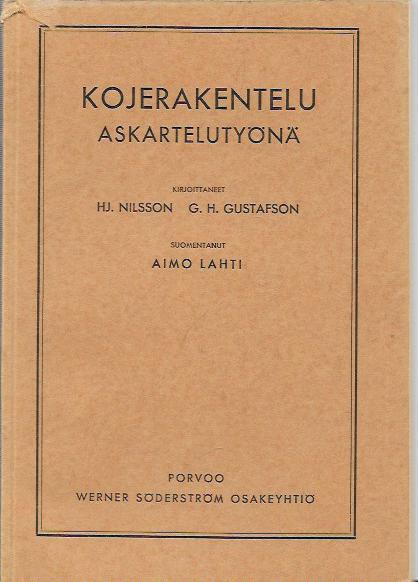 KOJERAKENTELU
ASKARTELUTYÖNÄ
KIRJOITTANEET
HJ. NILSSON G. H. GUSTAFSON
SUOMENTANUT
AIMO LAHTI
PORVOO
WERNER SÖDERSTRÖM OSAKEYHTIÖ